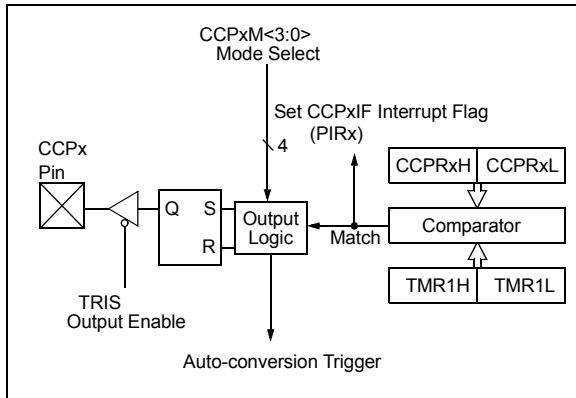 CCPxM<3:0>
Mode Select
Set CCPxIF Interrupt Flag
(PIRx)
4
CCPx
Pin
CCPRxH CCPRxL
Q S
R
Output
Logic
Match
Comparator
TRIS
Output Enable
TMR1H TMR1L
Auto-conversion Trigger